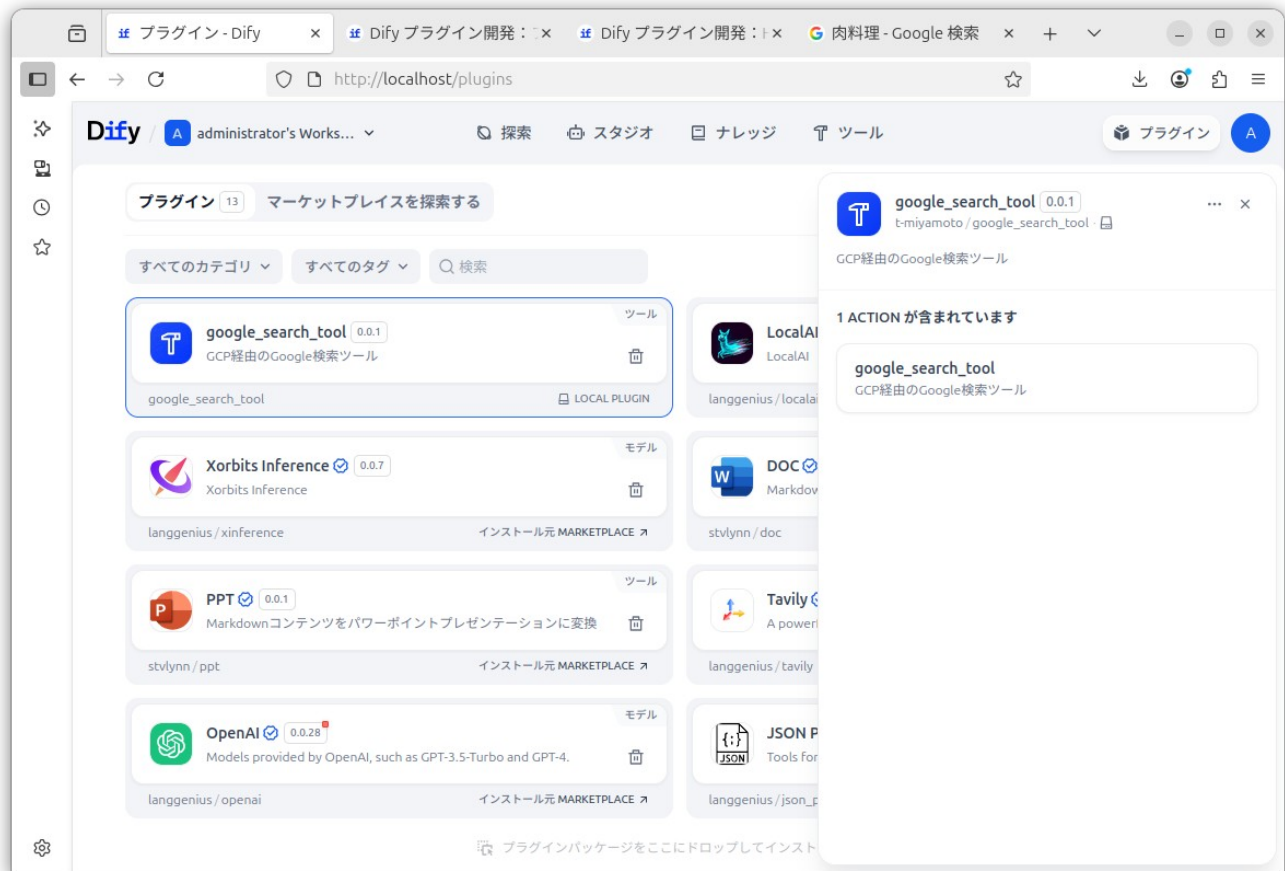 プラグイン - Dify
Dify プラグイン開発：
Dify プラグイン開発：
肉料理 - Google 検索
http://localhost/plugins
Dify / A administrator's Works...
探索
スタジオ
ナレッジ
ツール
プラグイン
A
プラグイン 13
マーケットプレイスを探索する
すべてのカテゴリ
すべてのタグ
検索
ツール
google_search_tool 0.0.1
GCP経由のGoogle検索ツール
google_search_tool
LOCAL PLUGIN
LocalAI
LocalAI
langgenius / localai
モデル
Xorbits Inference 0.0.7
Xorbits Inference
langgenius / xinference
インストール元 MARKETPLACE
W
DOC
Markdow
stvlynn / doc
ツール
P
PPT 0.0.1
Markdownコンテンツをパワーポイントプレゼンテーションに変換
stvlynn / ppt
インストール元 MARKETPLACE
Tavily
A powerf
langgenius / tavily
モデル
OpenAI 0.0.28
Models provided by OpenAI, such as GPT-3.5-Turbo and GPT-4.
langgenius / openai
インストール元 MARKETPLACE
{;}
JSON
JSON P
Tools for
langgenius / json_p
プラグインパッケージをここにドロップしてインスト
google_search_tool 0.0.1
t-miyamoto / google_search_tool
GCP経由のGoogle検索ツール
1 ACTION が含まれています
google_search_tool
GCP経由のGoogle検索ツール